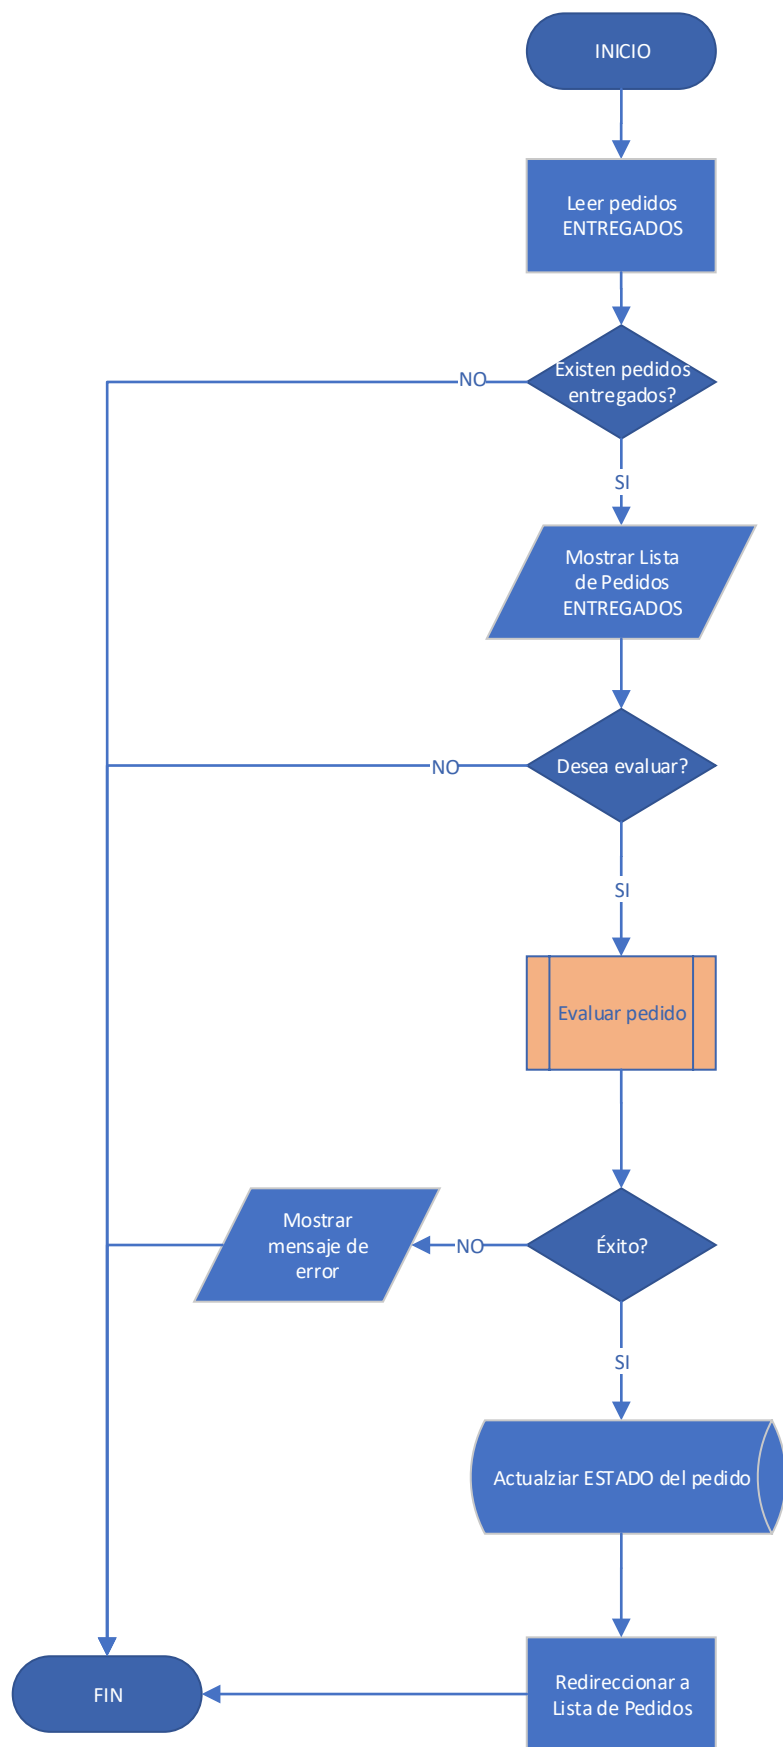 INICIO
Leer pedidos
ENTREGADOS
Existen pedidos
entregados?
NO
SI
Mostrar Lista
de Pedidos
ENTREGADOS
Desea evaluar?
NO
SI
Evaluar pedido
Éxito?
NO
Mostrar
mensaje de
error
SI
Actualziar ESTADO del pedido
Redireccionar a
Lista de Pedidos
FIN